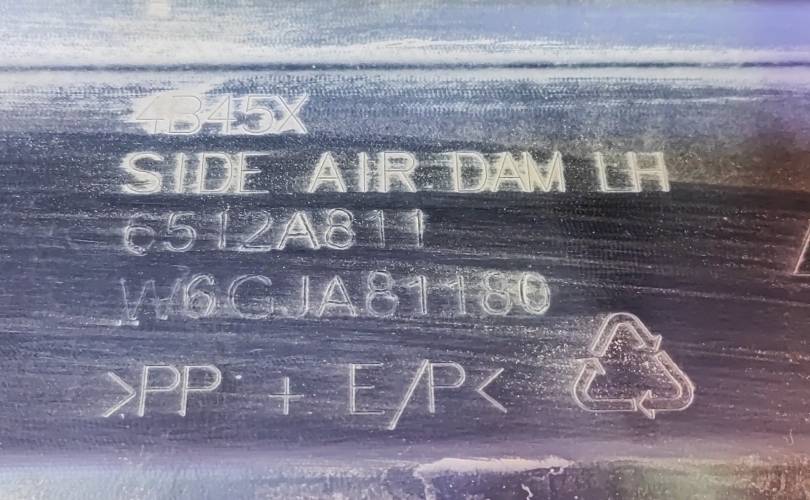 4B45X
SIDE AIR DAM LH
6512A811
W6GJA81180
>PP + E/P<